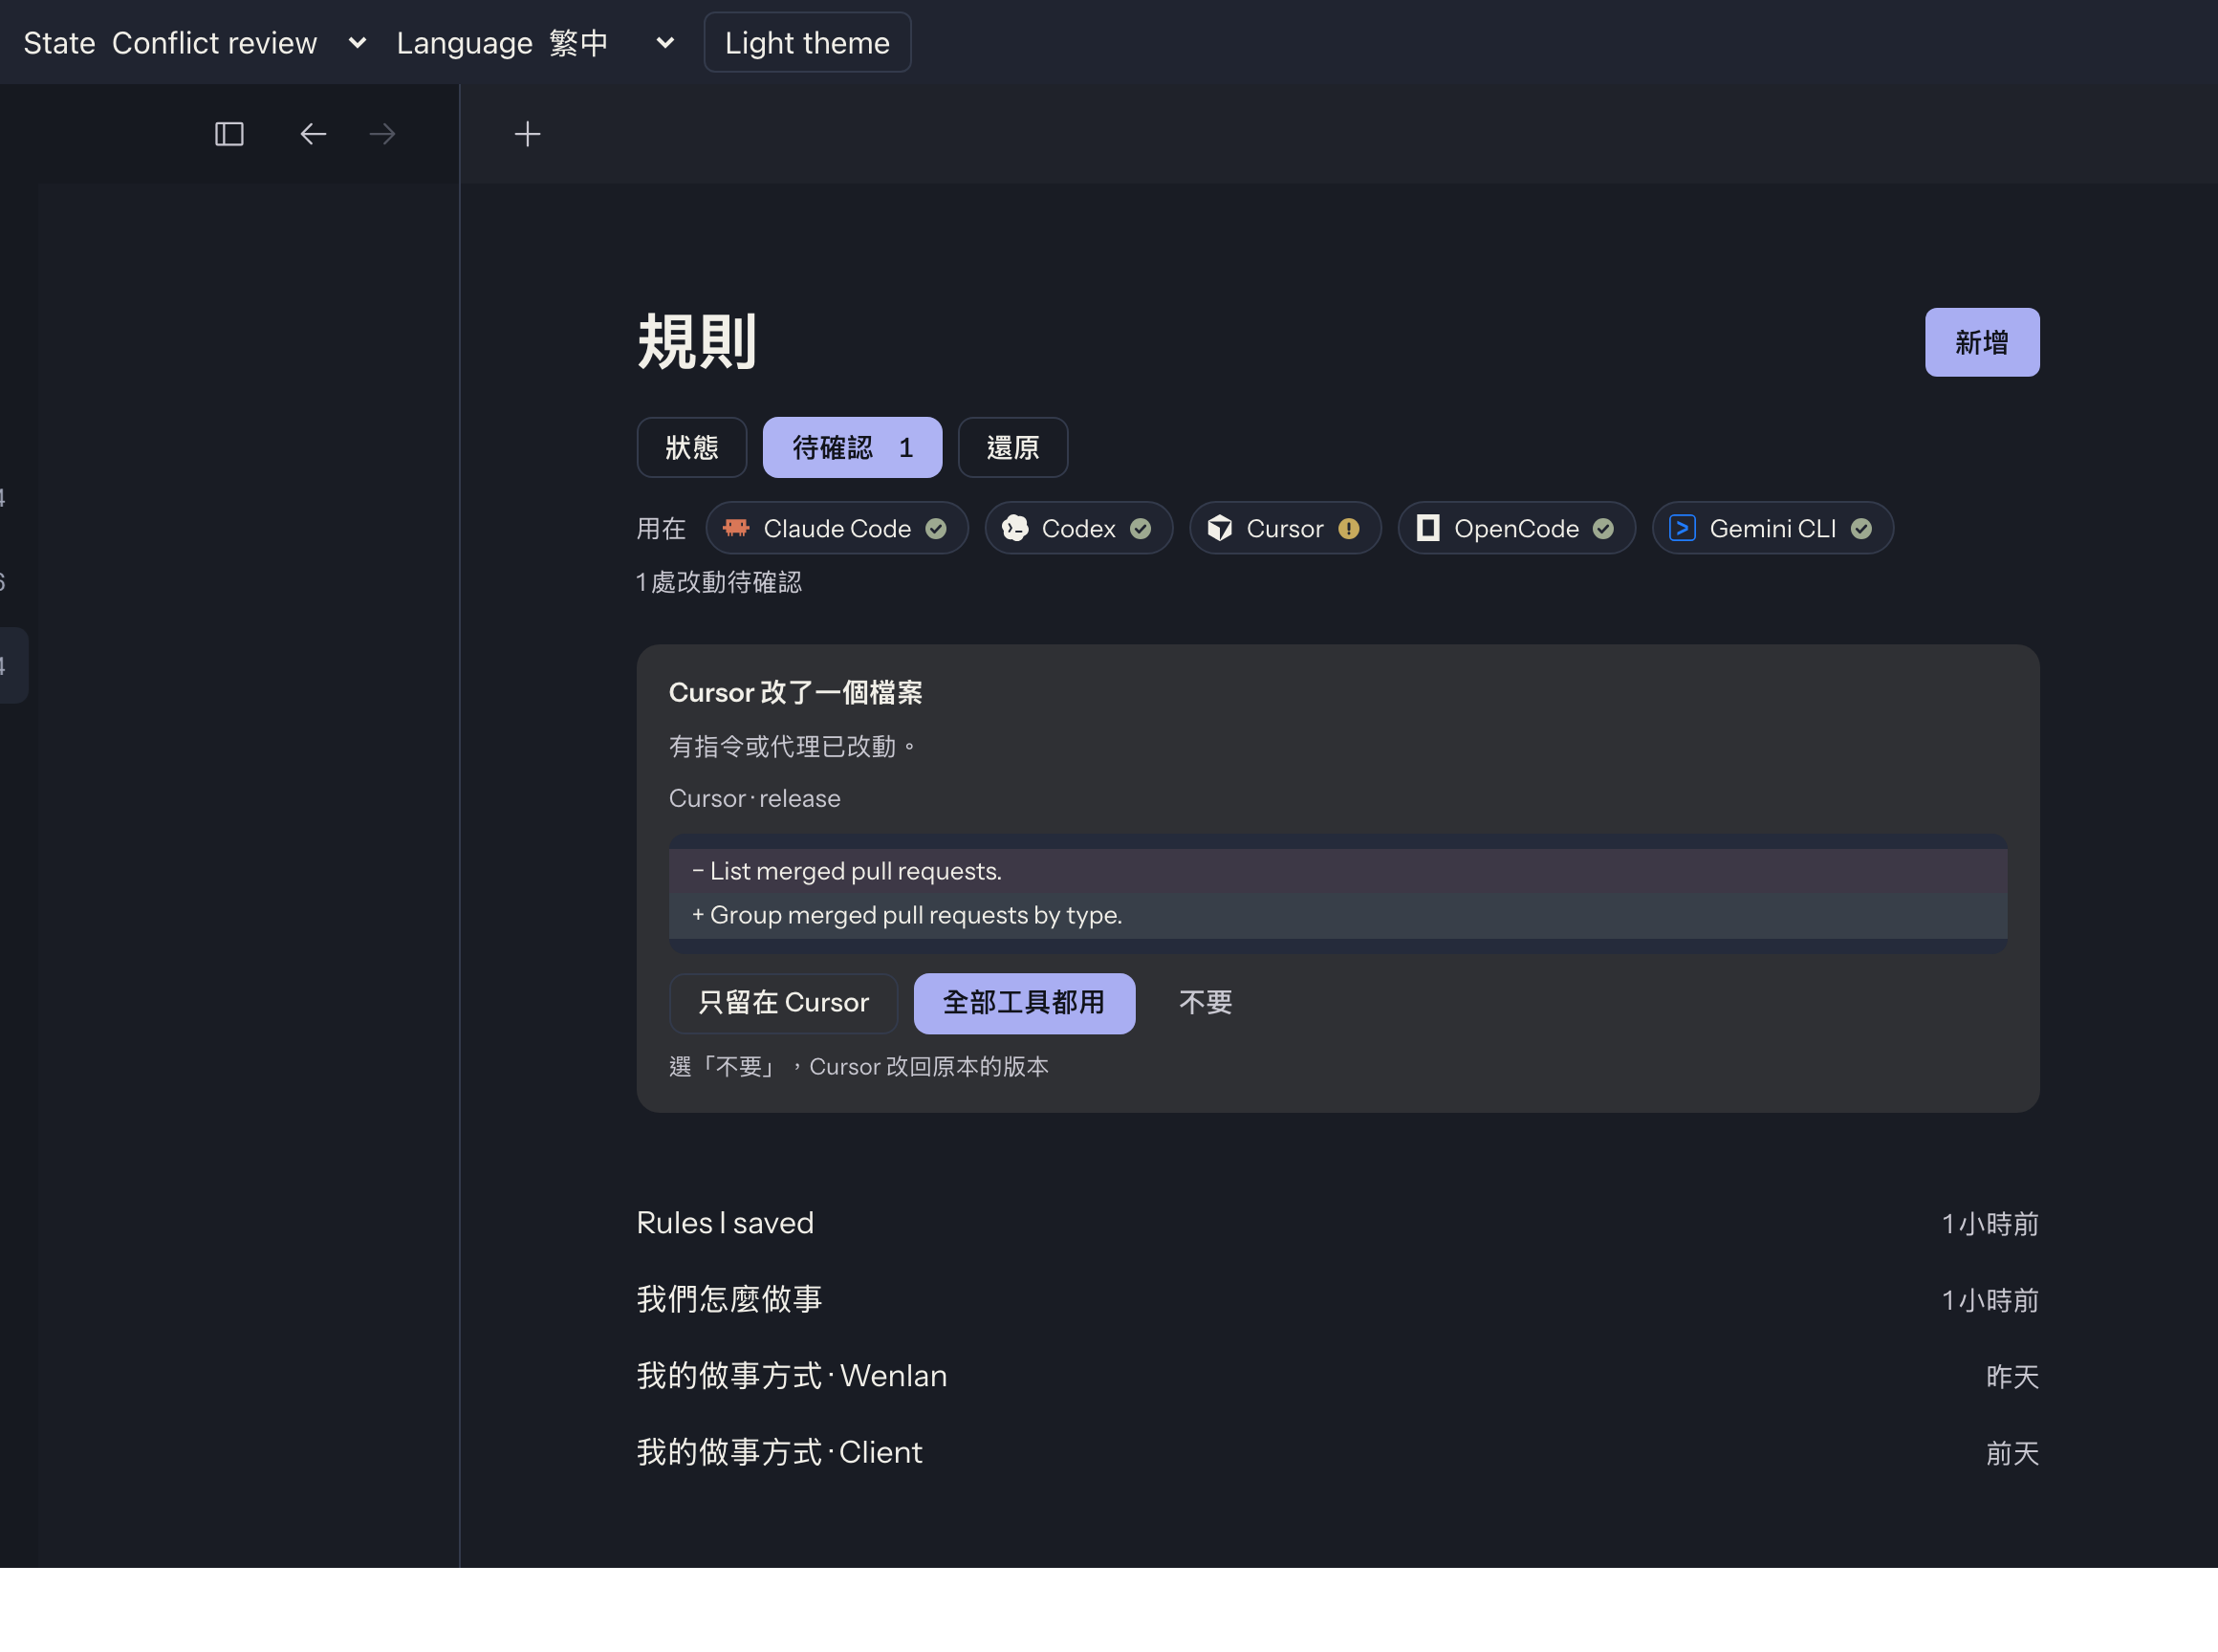 State Conflict review Language 繁中 Light theme
規則
新增
狀態 待確認 1 還原
用在 Claude Code Codex Cursor OpenCode Gemini CLI
1 處改動待確認
4
6
4
Cursor 改了一個檔案
有指令或代理已改動。
Cursor · release
− List merged pull requests.
+ Group merged pull requests by type.
只留在 Cursor 全部工具都用 不要
選「不要」，Cursor 改回原本的版本
Rules I saved 1 小時前
我們怎麼做事 1 小時前
我的做事方式 · Wenlan 昨天
我的做事方式 · Client 前天